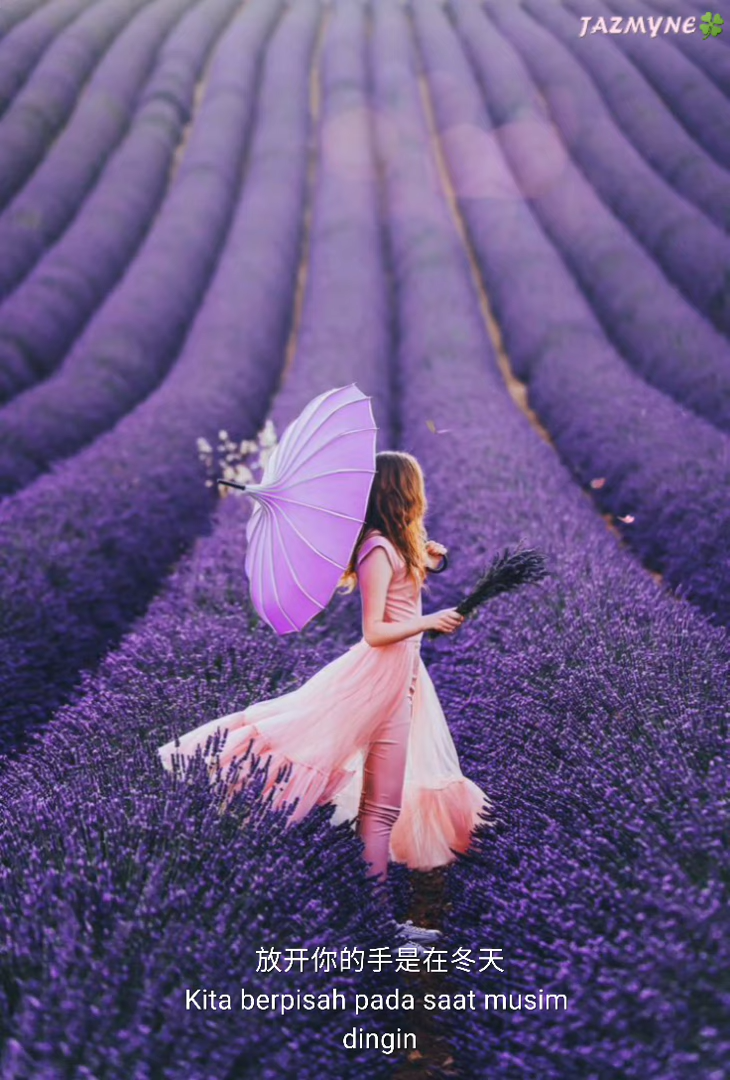 JAZMYNE🍀
放开你的手是在冬天
Kita berpisah pada saat musim
dingin